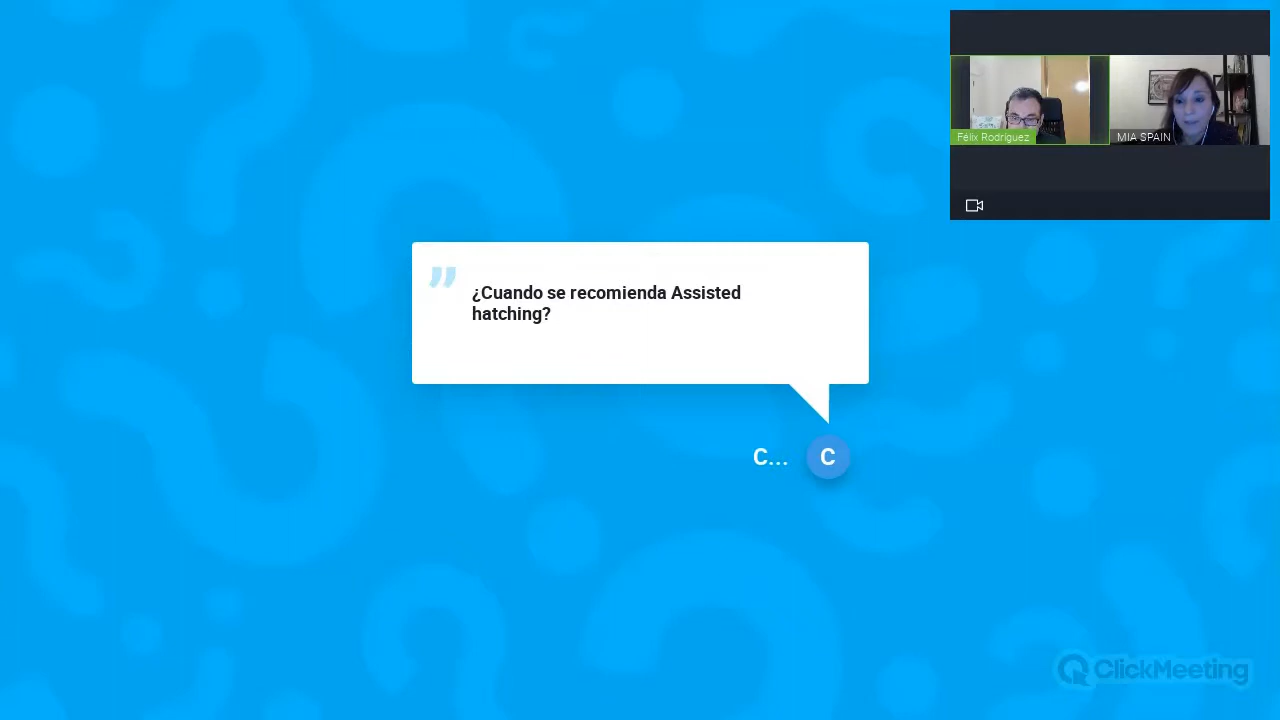 Félix Rodríguez
MIA SPAIN
¿Cuando se recomienda Assisted
hatching?
C...
C
ClickMeeting